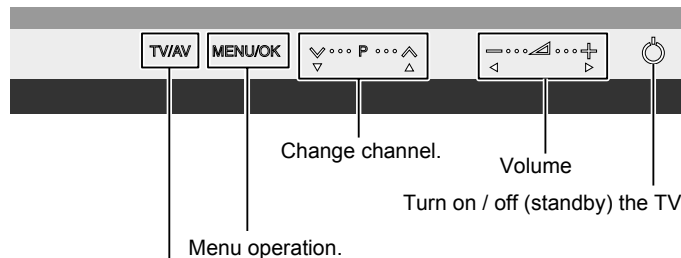 TV/AV MENU/OK P
Change channel.
Volume
Turn on / off (standby) the TV
Menu operation.